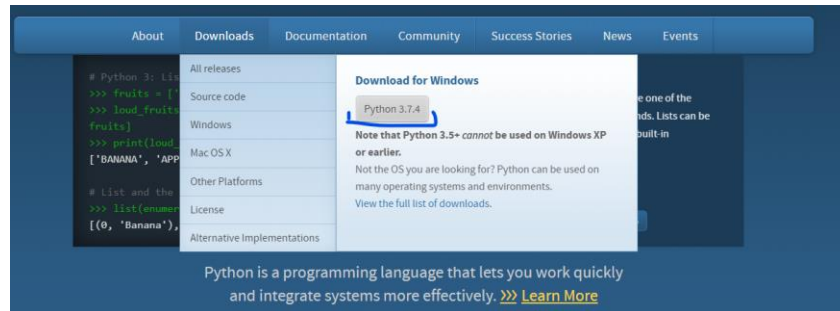 About Downloads Documentation Community Success Stories News Events
All releases
Source code
Windows
Mac OS X
Other Platforms
License
Alternative Implementations
Download for Windows
Python 3.7.4
Note that Python 3.5+ cannot be used on Windows XP
or earlier.
Not the OS you are looking for? Python can be used on
many operating systems and environments.
View the full list of downloads.
# Python 3: Lis
>>> fruits = ['
>>> loud_fruits
fruits]
>>> print(loud_
['BANANA', 'APP
# List and the
>>> list(enumer
[(0, 'Banana'),
e one of the
nds. Lists can be
built-in
Python is a programming language that lets you work quickly
and integrate systems more effectively. >>> Learn More